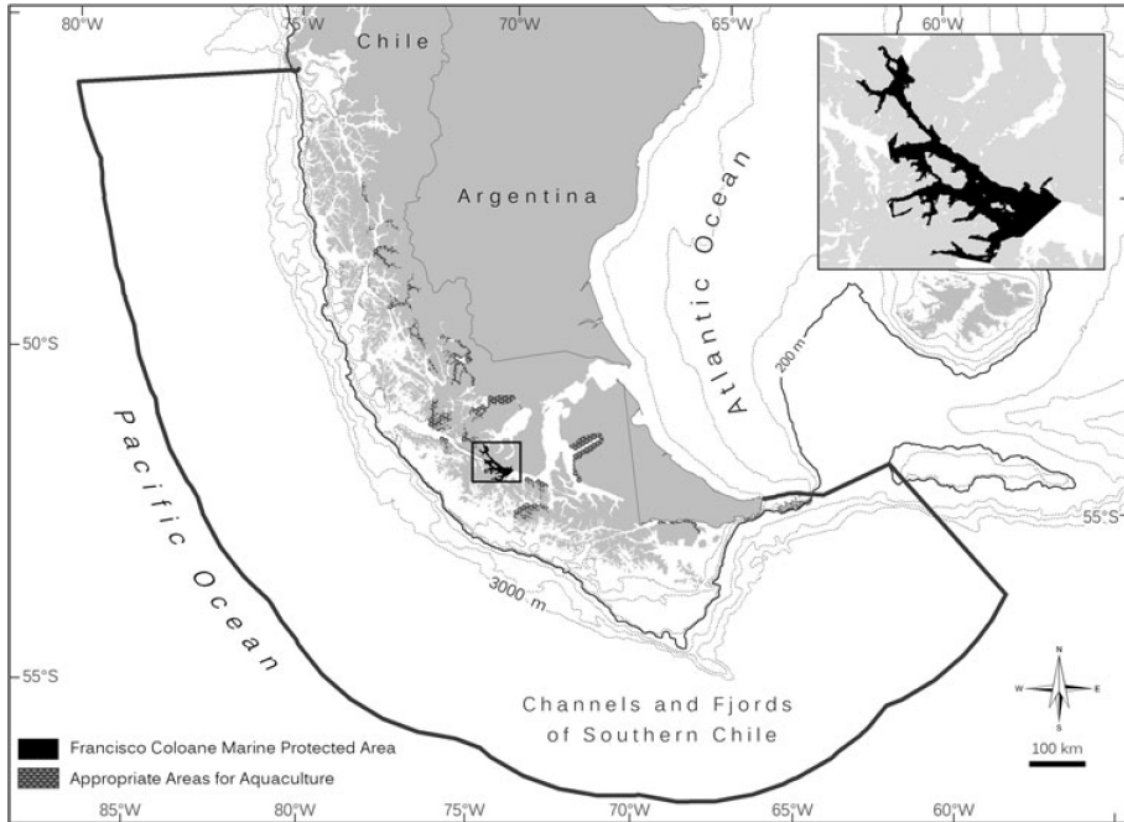 80°W
75°W
70°W
65°W
60°W
Chile
Argentina
Atlantic Ocean
50°S
200 m
Pacific Ocean
55°S
3000 m
N
W
E
S
55°S
Channels and Fjords
of Southern Chile
100 km
Francisco Coloane Marine Protected Area
Appropriate Areas for Aquaculture
85°W
80°W
75°W
70°W
65°W
60°W